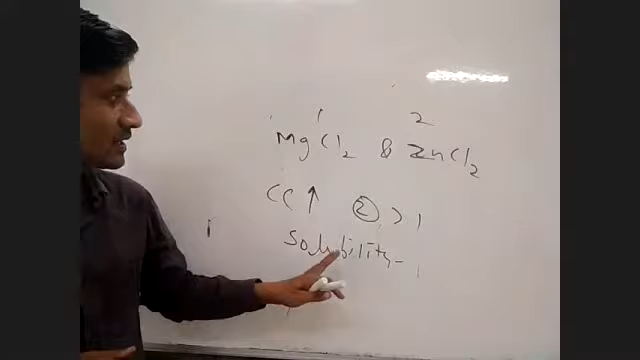 1 2
MgCl2 & ZnCl2
CC↑ ② > 1
Solubility -